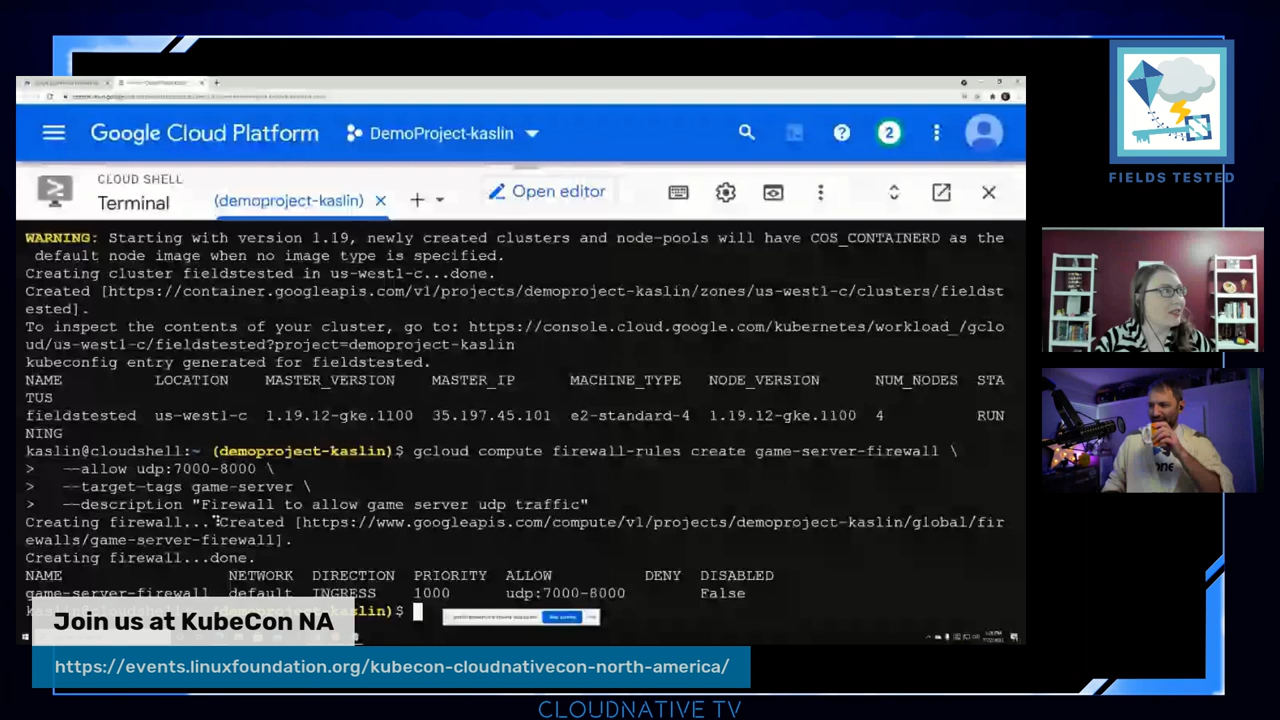 Google Cloud Platform
DemoProject-kaslin
2
CLOUD SHELL
Terminal
(demoproject-kaslin)
Open editor
WARNING: Starting with version 1.19, newly created clusters and node-pools will have COS_CONTAINERD as the
default node image when no image type is specified.
Creating cluster fieldstested in us-west1-c...done.
Created [https://container.googleapis.com/v1/projects/demoproject-kaslin/zones/us-west1-c/clusters/fieldst
ested].
To inspect the contents of your cluster, go to: https://console.cloud.google.com/kubernetes/workload_/gclo
ud/us-west1-c/fieldstested?project=demoproject-kaslin
kubeconfig entry generated for fieldstested.
NAME LOCATION MASTER_VERSION MASTER_IP MACHINE_TYPE NODE_VERSION NUM_NODES STA
TUS
fieldstested us-west1-c 1.19.12-gke.1100 35.197.45.101 e2-standard-4 1.19.12-gke.1100 4 RUN
NING
kaslin@cloudshell:~ (demoproject-kaslin)$ gcloud compute firewall-rules create game-server-firewall \
> --allow udp:7000-8000 \
> --target-tags game-server \
> --description "Firewall to allow game server udp traffic"
Creating firewall...⠹Created [https://www.googleapis.com/compute/v1/projects/demoproject-kaslin/global/fir
ewalls/game-server-firewall].
Creating firewall...done.
NAME NETWORK DIRECTION PRIORITY ALLOW DENY DISABLED
game-server-firewall default INGRESS 1000 udp:7000-8000 False
kaslin@cloudshell:~ (demoproject-kaslin)$
Join us at KubeCon NA
https://events.linuxfoundation.org/kubecon-cloudnativecon-north-america/
CLOUDNATIVE TV
FIELDS TESTED